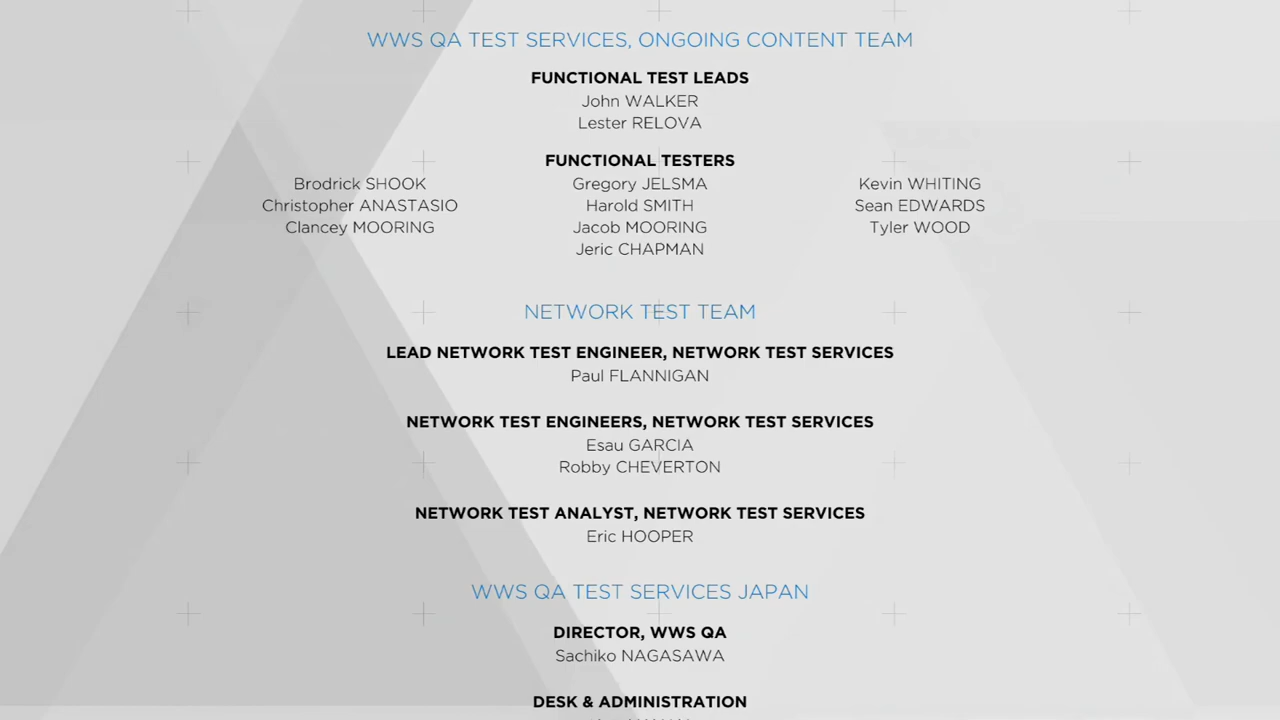 WWS QA TEST SERVICES, ONGOING CONTENT TEAM
FUNCTIONAL TEST LEADS
John WALKER
Lester RELOVA
FUNCTIONAL TESTERS
Brodrick SHOOK Gregory JELSMA Kevin WHITING
Christopher ANASTASIO Harold SMITH Sean EDWARDS
Clancey MOORING Jacob MOORING Tyler WOOD
Jeric CHAPMAN
NETWORK TEST TEAM
LEAD NETWORK TEST ENGINEER, NETWORK TEST SERVICES
Paul FLANNIGAN
NETWORK TEST ENGINEERS, NETWORK TEST SERVICES
Esau GARCIA
Robby CHEVERTON
NETWORK TEST ANALYST, NETWORK TEST SERVICES
Eric HOOPER
WWS QA TEST SERVICES JAPAN
DIRECTOR, WWS QA
Sachiko NAGASAWA
DESK & ADMINISTRATION